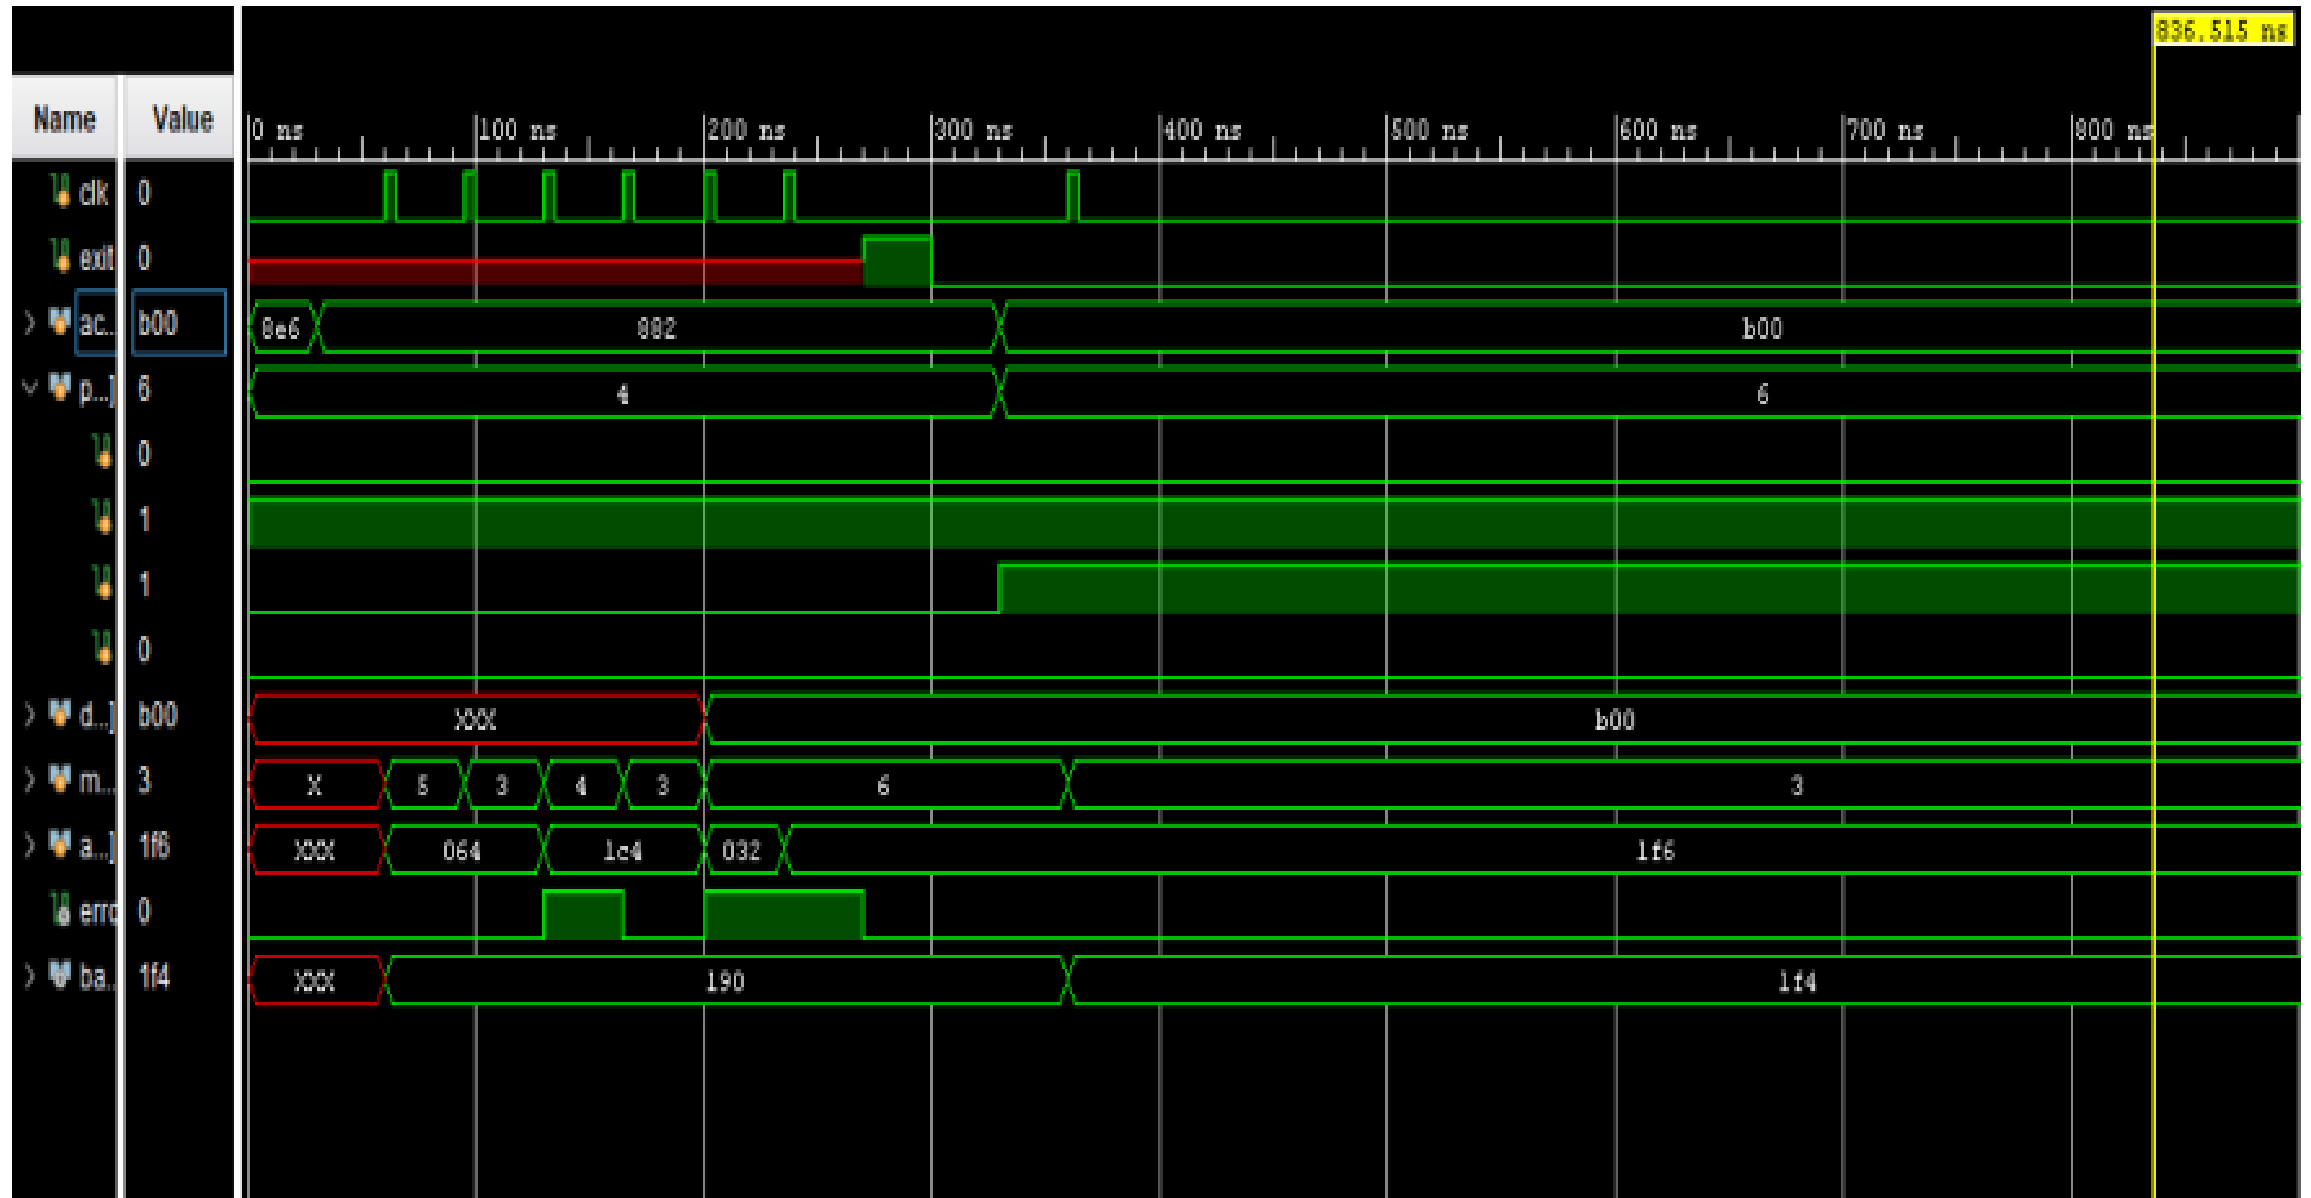 836.515 ns
Name Value 0 ns 100 ns 200 ns 300 ns 400 ns 500 ns 600 ns 700 ns 800 ns
clk 0
exit 0
ac... b00 8e6 882 b00
p...] 6 4 6
0
1
1
0
d...] b00 XXX b00
m... 3 X 5 3 4 3 6 3
a...] 1f6 XXX 064 1c4 032 1f6
erro 0
ba... 1f4 XXX 190 1f4